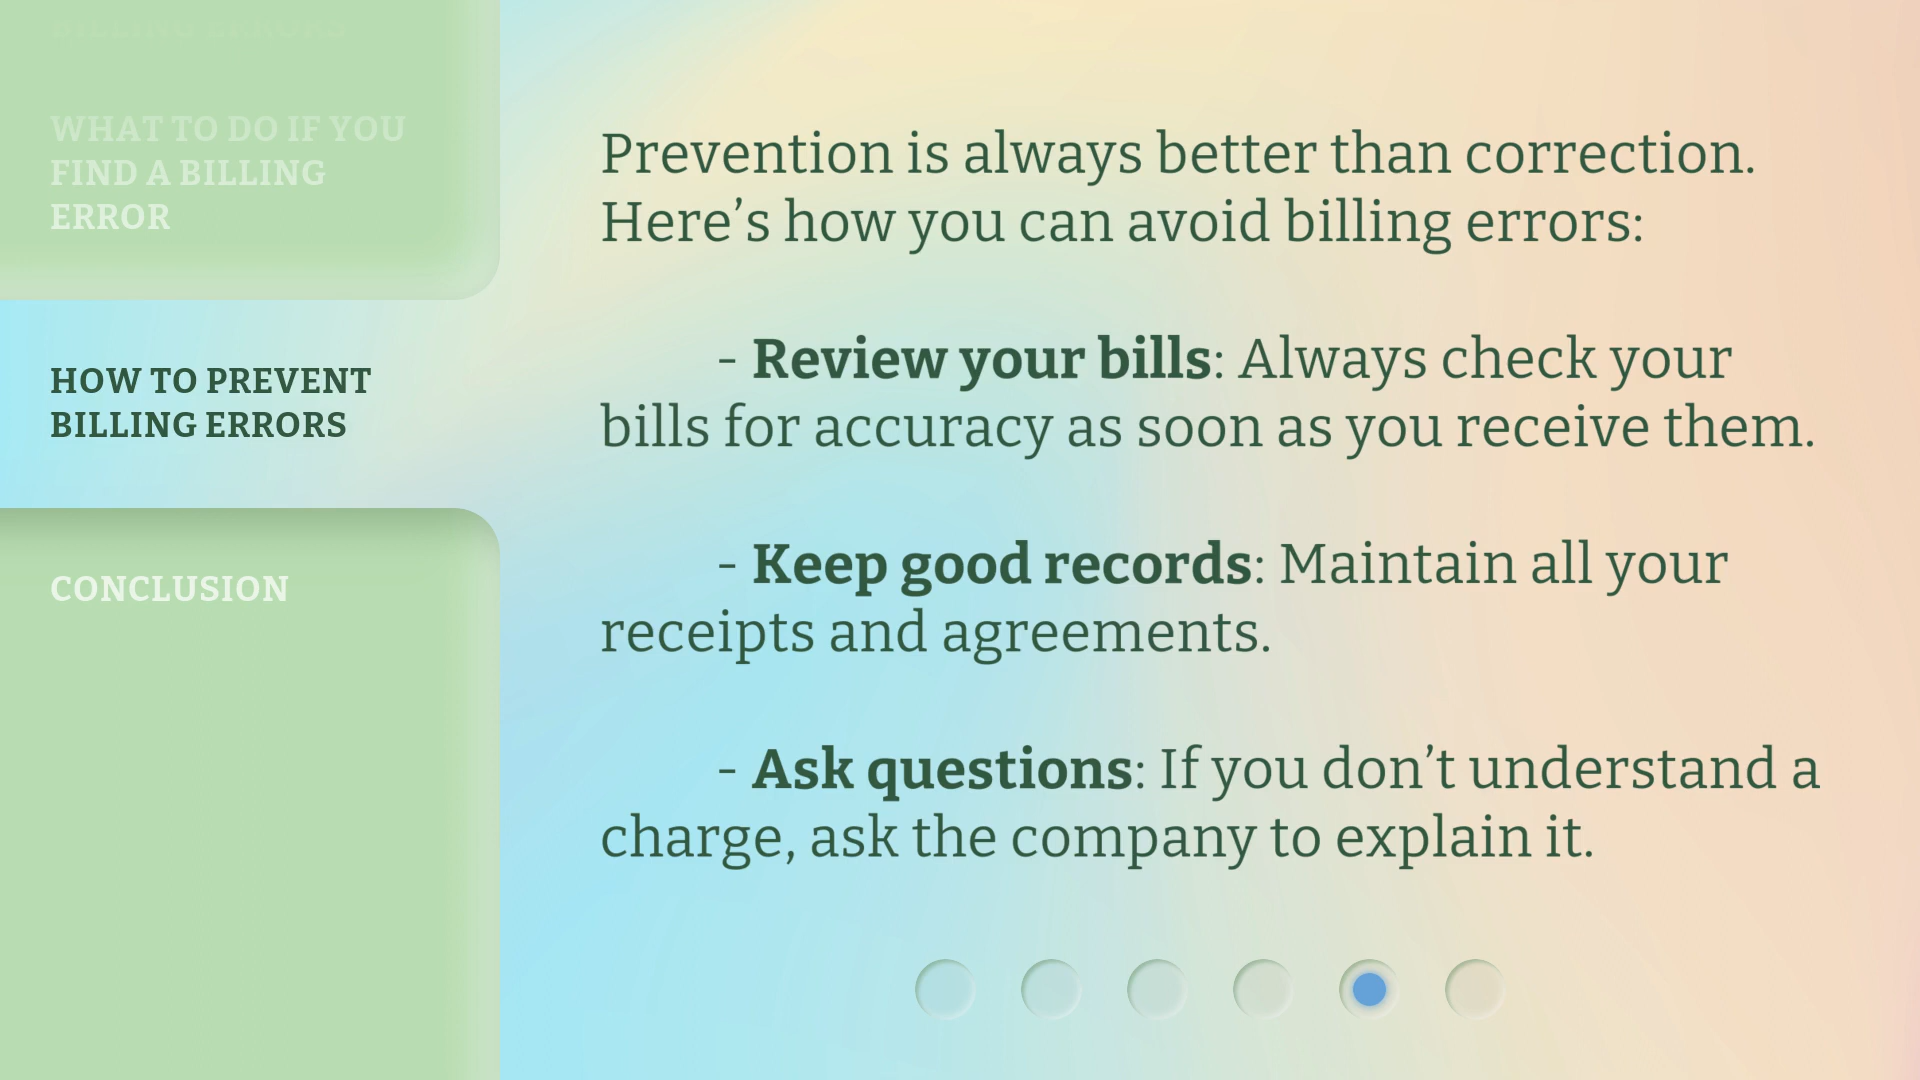 BILLING ERRORS
WHAT TO DO IF YOU
FIND A BILLING
ERROR
HOW TO PREVENT
BILLING ERRORS
CONCLUSION
Prevention is always better than correction.
Here’s how you can avoid billing errors:
- Review your bills: Always check your
bills for accuracy as soon as you receive them.
- Keep good records: Maintain all your
receipts and agreements.
- Ask questions: If you don’t understand a
charge, ask the company to explain it.